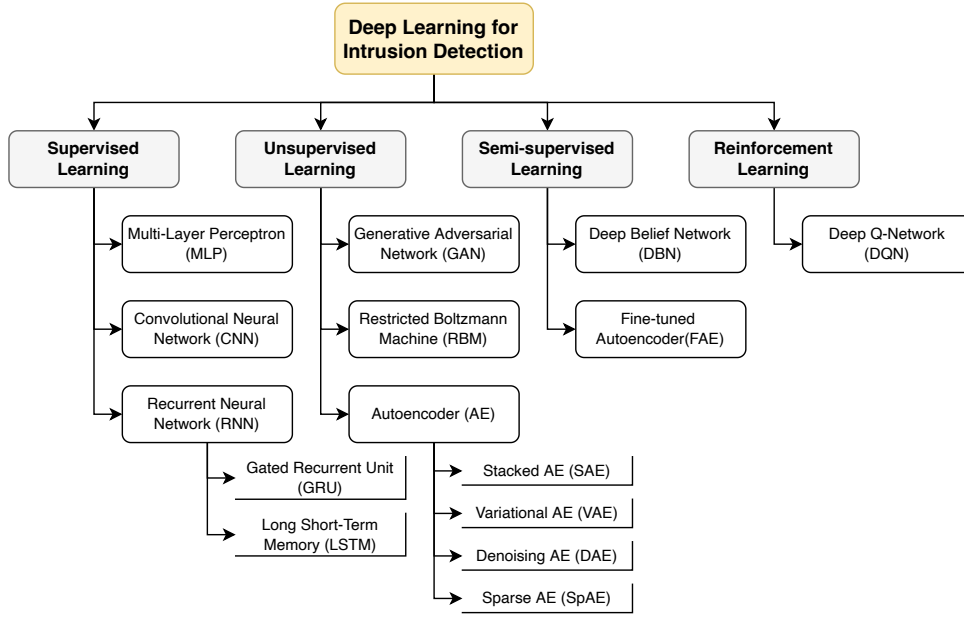 Deep Learning for
Intrusion Detection
Supervised
Learning
Unsupervised
Learning
Semi-supervised
Learning
Reinforcement
Learning
Multi-Layer Perceptron
(MLP)
Generative Adversarial
Network (GAN)
Deep Belief Network
(DBN)
Deep Q-Network
(DQN)
Convolutional Neural
Network (CNN)
Restricted Boltzmann
Machine (RBM)
Fine-tuned
Autoencoder(FAE)
Recurrent Neural
Network (RNN)
Autoencoder (AE)
Gated Recurrent Unit
(GRU)
Long Short-Term
Memory (LSTM)
Stacked AE (SAE)
Variational AE (VAE)
Denoising AE (DAE)
Sparse AE (SpAE)